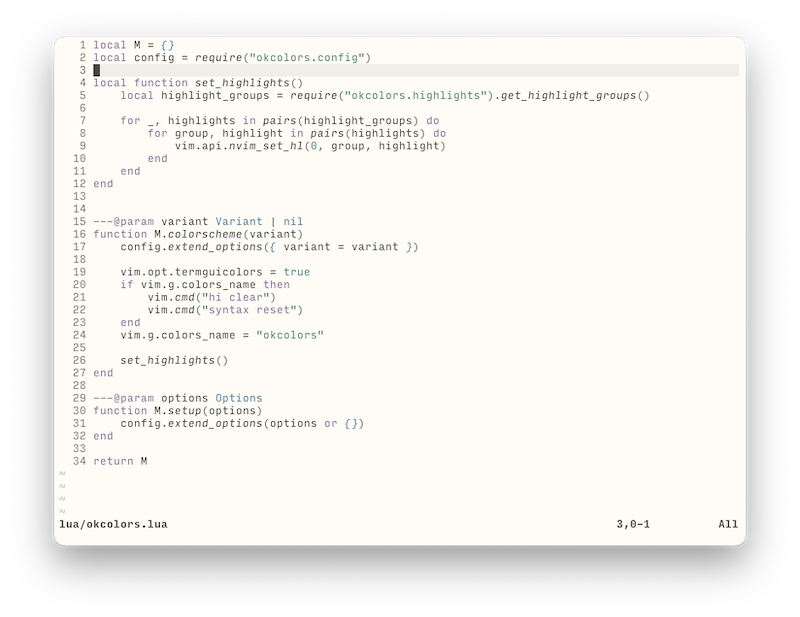 1 local M = {}
2 local config = require("okcolors.config")
3
4 local function set_highlights()
5     local highlight_groups = require("okcolors.highlights").get_highlight_groups()
6
7     for _, highlights in pairs(highlight_groups) do
8         for group, highlight in pairs(highlights) do
9             vim.api.nvim_set_hl(0, group, highlight)
10         end
11     end
12 end
13
14
15 ---@param variant Variant | nil
16 function M.colorscheme(variant)
17     config.extend_options({ variant = variant })
18
19     vim.opt.termguicolors = true
20     if vim.g.colors_name then
21         vim.cmd("hi clear")
22         vim.cmd("syntax reset")
23     end
24     vim.g.colors_name = "okcolors"
25
26     set_highlights()
27 end
28
29 ---@param options Options
30 function M.setup(options)
31     config.extend_options(options or {})
32 end
33
34 return M
~
~
~
~
lua/okcolors.lua 3,0-1 All